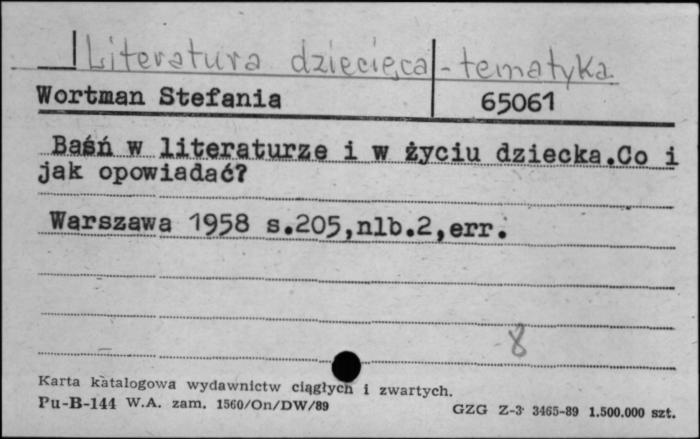 Literatura dziecięca - tematyka
Wortman Stefania 65061
Baśń w literaturze i w życiu dziecka.Co i
jak opowiadać?
Warszawa 1958 s.205,nlb.2,err.
8
Karta katalogowa wydawnictw ciągłych i zwartych.
Pu-B-144 W.A. zam. 1560/On/DW/89 GZG Z-3 3465-89 1.500.000 szt.